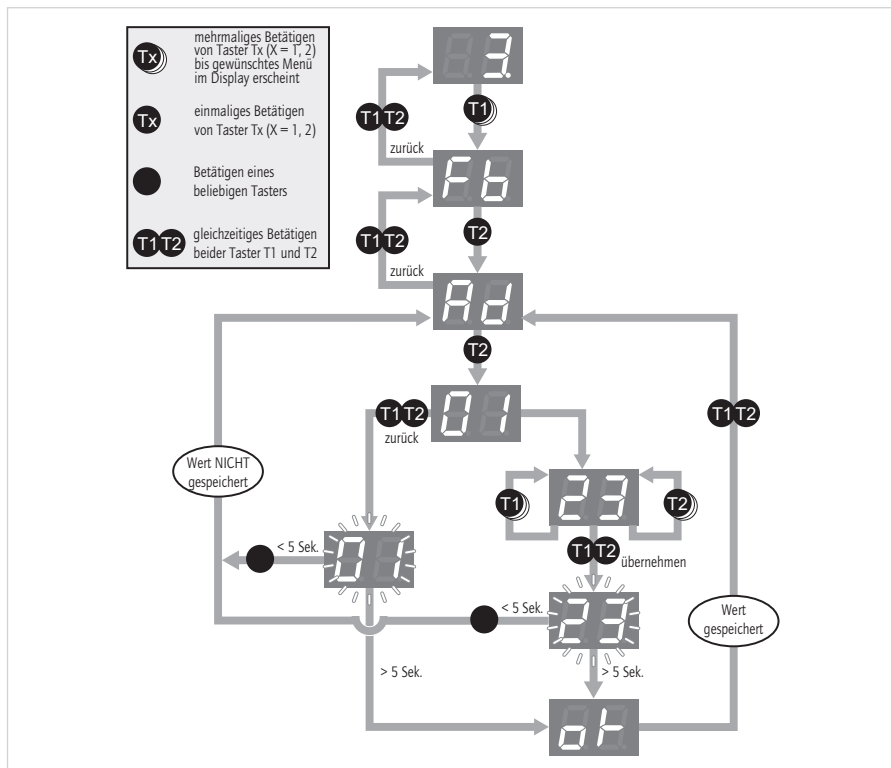 Tx
mehrmaliges Betätigen
von Taster Tx (X = 1, 2)
bis gewünschtes Menü
im Display erscheint
Tx
einmaliges Betätigen
von Taster Tx (X = 1, 2)
Betätigen eines
beliebigen Tasters
T1 T2
gleichzeitiges Betätigen
beider Taster T1 und T2
3.
T1 T2
T1
zurück
Fb
T1 T2
T2
zurück
Ad
T2
01
T1 T2
zurück
Wert NICHT
gespeichert
23
T1
T2
T1 T2
übernehmen
< 5 Sek.
01
< 5 Sek.
23
> 5 Sek.
> 5 Sek.
ok
T1 T2
Wert
gespeichert